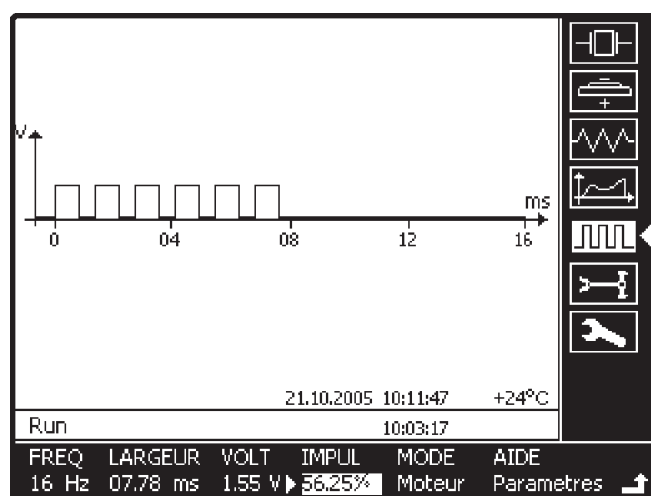 V
ms
0 04 08 12 16
21.10.2005 10:11:47 +24°C
Run 10:03:17
FREQ LARGEUR VOLT IMPUL MODE AIDE
16 Hz 07.78 ms 1.55 V 56.25% Moteur Parametres